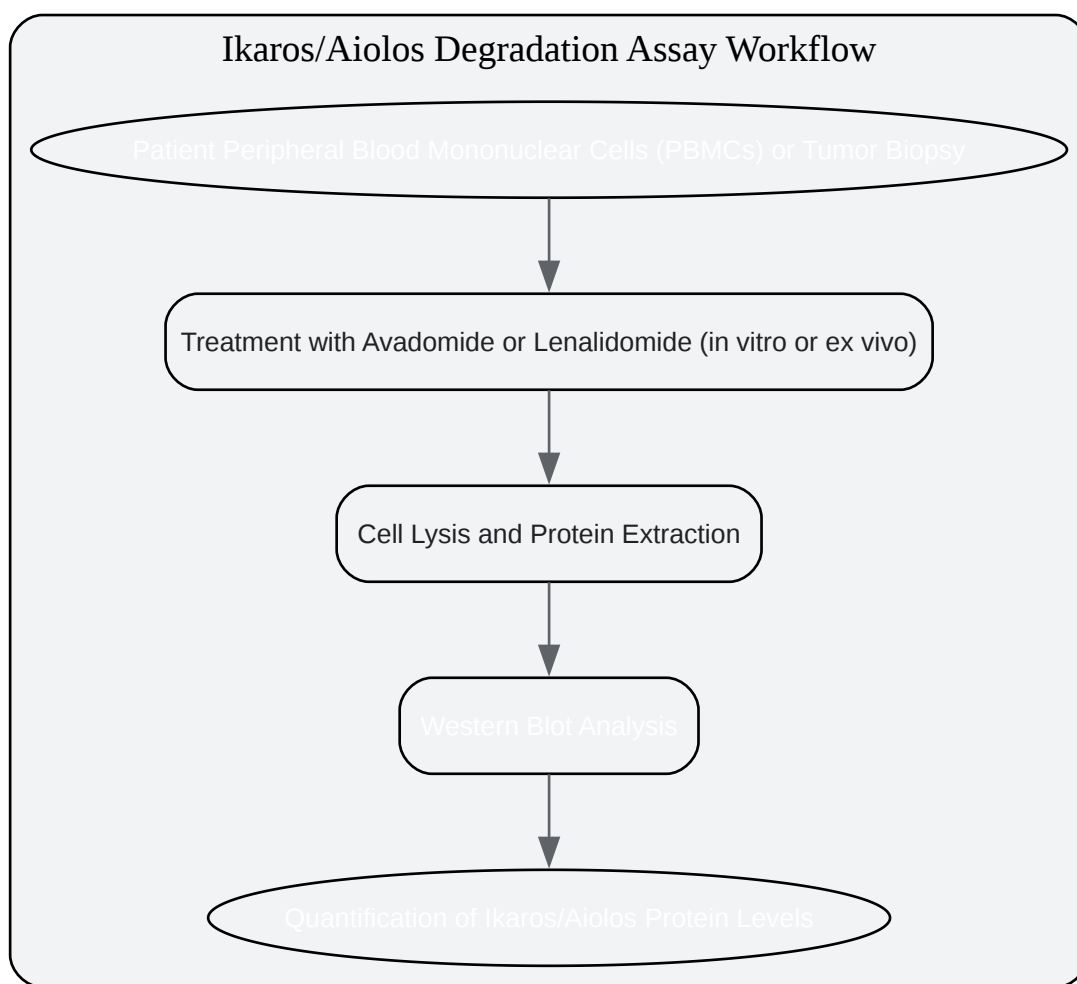 Ikaros/Aiolos Degradation Assay Workflow
Patient Peripheral Blood Mononuclear Cells (PBMCs) or Tumor Biopsy
Treatment with Avadomide or Lenalidomide (in vitro or ex vivo)
Cell Lysis and Protein Extraction
Western Blot Analysis
Quantification of Ikaros/Aiolos Protein Levels